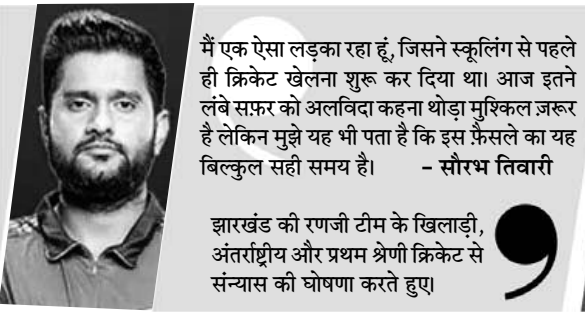 मैं एक ऐसा लड़का रहा हूं, जिसने स्कूलिंग से पहले
ही क्रिकेट खेलना शुरू कर दिया था। आज इतने
लंबे सफ़र को अलविदा कहना थोड़ा मुश्किल ज़रूर
है लेकिन मुझे यह भी पता है कि इस फ़ैसले का यह
बिल्कुल सही समय है। – सौरभ तिवारी
झारखंड की रणजी टीम के खिलाड़ी,
अंतर्राष्ट्रीय और प्रथम श्रेणी क्रिकेट से
संन्यास की घोषणा करते हुए।